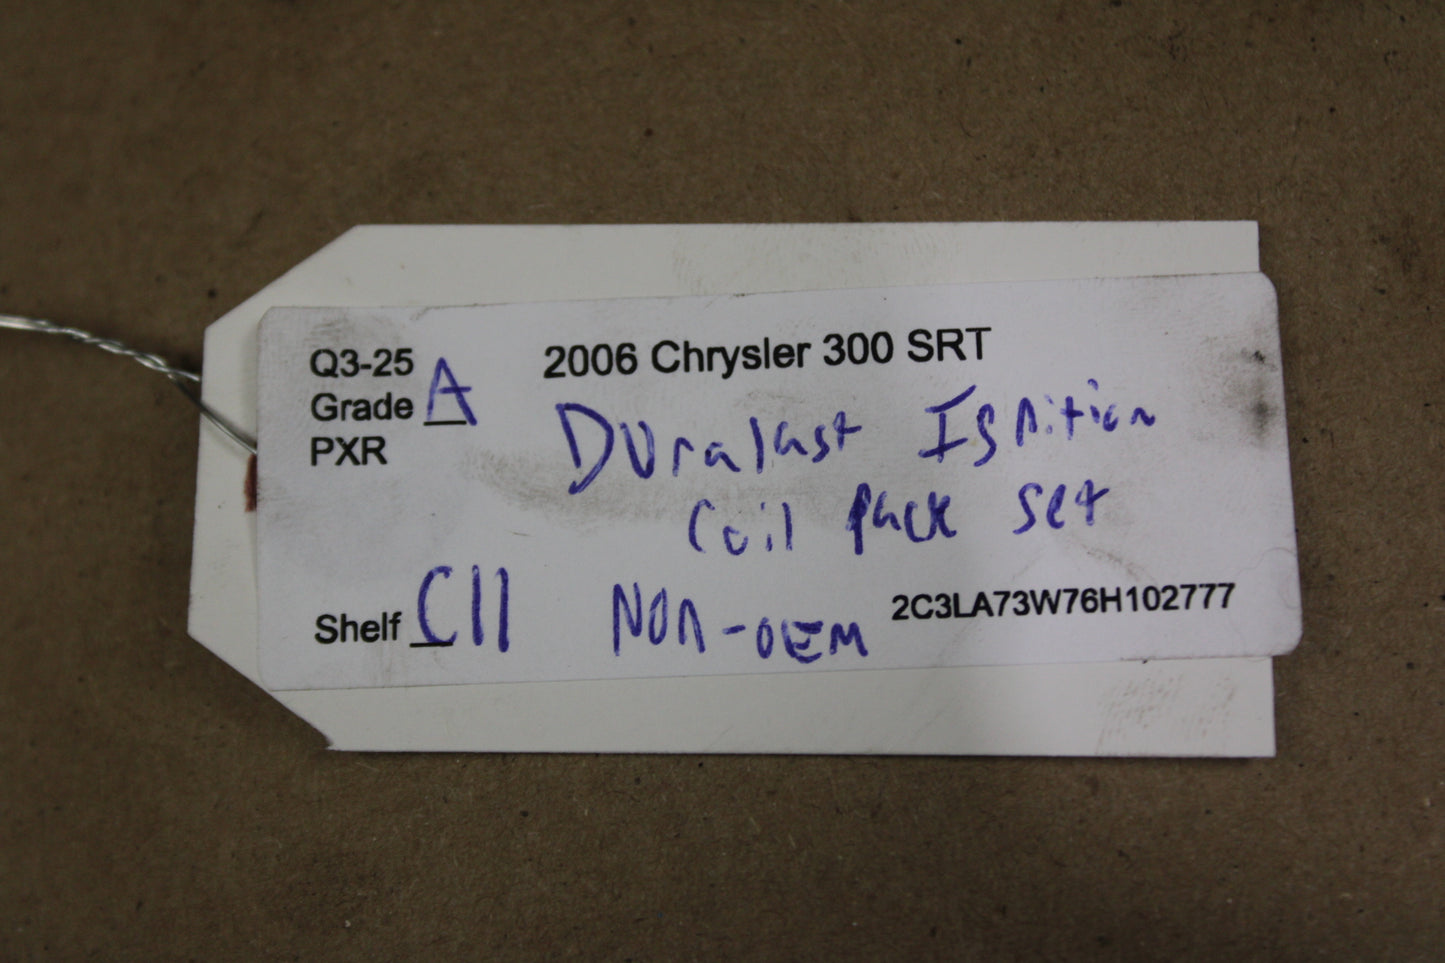 Q3-25
Grade A
PXR
2006 Chrysler 300 SRT
Duralast Ignition
Coil Pack Set
Shelf C11
Non-OEM
2C3LA73W76H102777